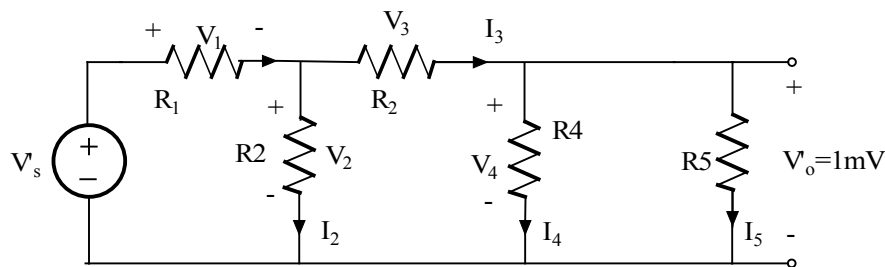 V₃
I₃
+ V₁ -
R₁
R₂
+
+
+
R4
V'ₛ
+
−
R2
V₂
V₄
R5
V'ₒ=1mV
-
-
I₂
I₄
I₅
-